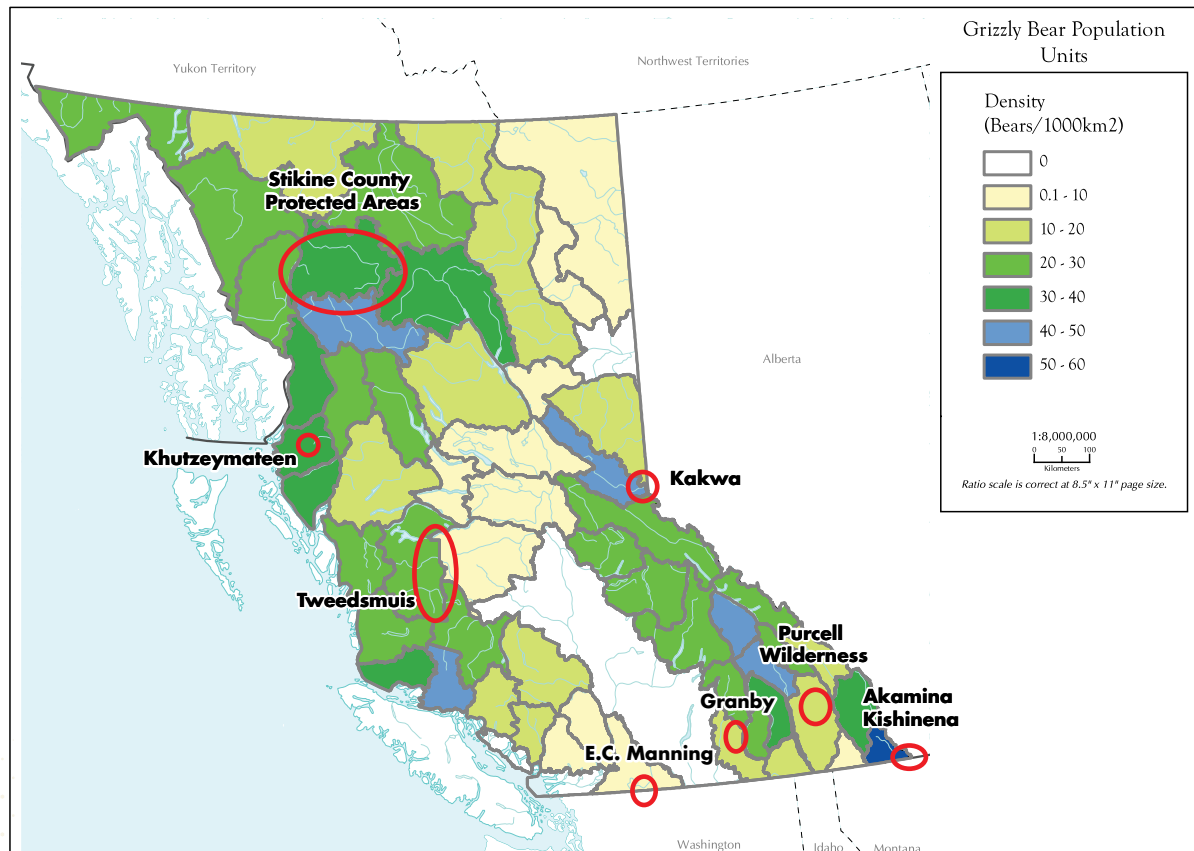 Grizzly Bear Population
Units
Yukon Territory
Northwest Territories
Density
(Bears/1000km2)
0
0.1 - 10
10 - 20
20 - 30
30 - 40
40 - 50
50 - 60
1:8,000,000
0 50 100
Kilometers
Ratio scale is correct at 8.5" x 11" page size.
Stikine County
Protected Areas
Alberta
Khutzeymateen
Kakwa
Tweedsmuis
Purcell
Wilderness
Granby
Akamina
Kishinena
E.C. Manning
Washington
Idaho
Montana